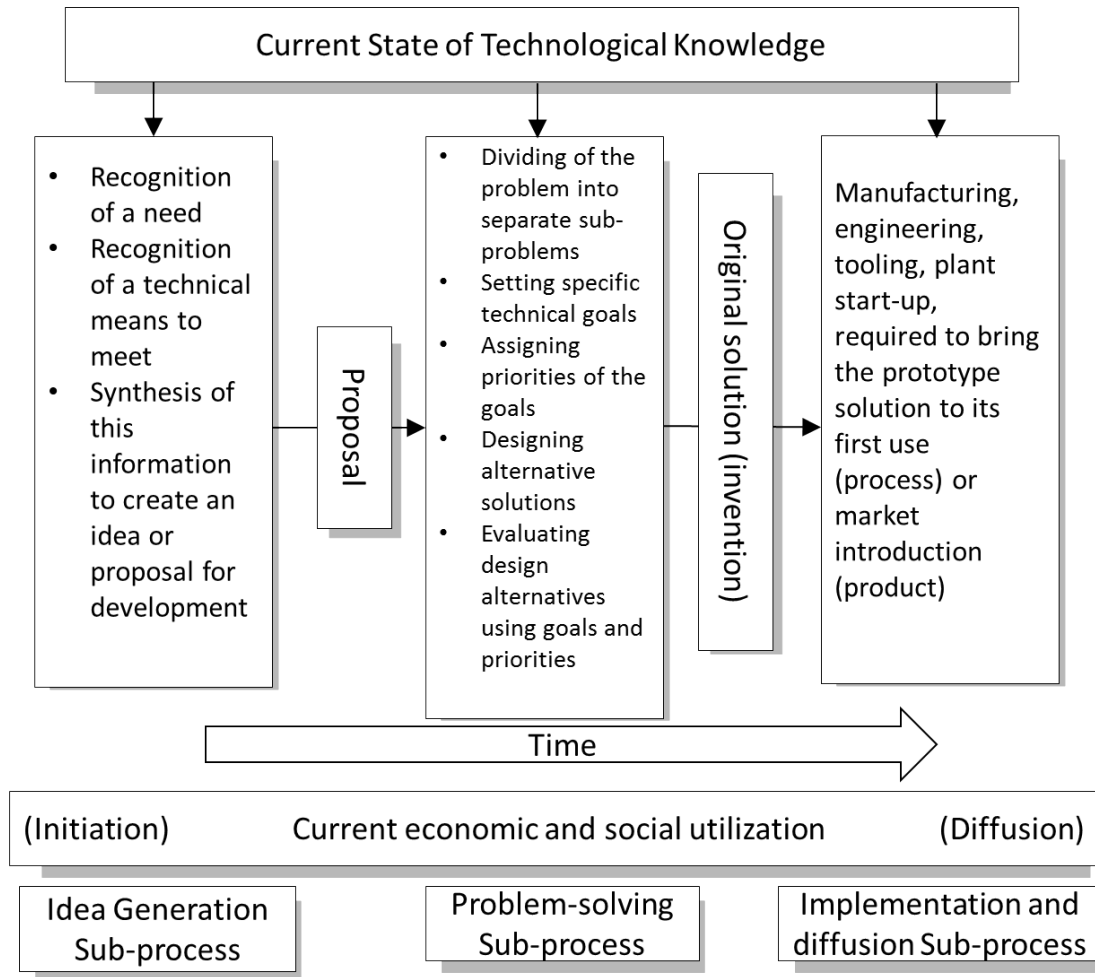 Current State of Technological Knowledge
• Recognition
of a need
• Recognition
of a technical
means to
meet
• Synthesis of
this
information
to create an
idea or
proposal for
development
Proposal
• Dividing of the
problem into
separate sub-
problems
• Setting specific
technical goals
• Assigning
priorities of the
goals
• Designing
alternative
solutions
• Evaluating
design
alternatives
using goals and
priorities
Original solution (invention)
Manufacturing,
engineering,
tooling, plant
start-up,
required to bring
the prototype
solution to its
first use
(process) or
market
introduction
(product)
Time
(Initiation) Current economic and social utilization (Diffusion)
Idea Generation
Sub-process
Problem-solving
Sub-process
Implementation and
diffusion Sub-process